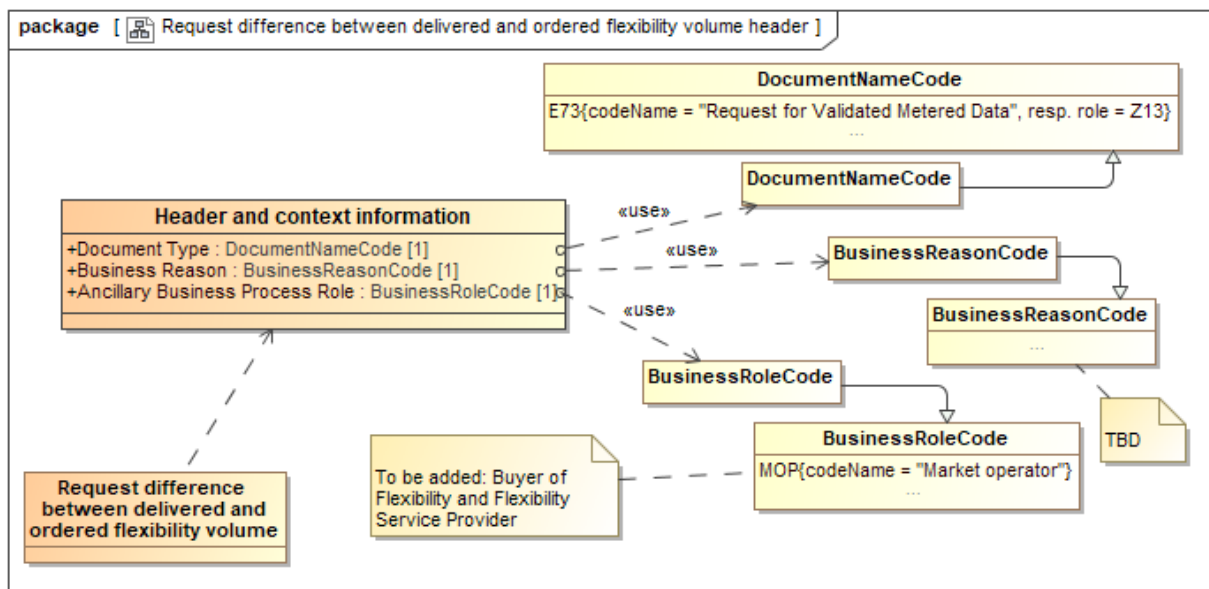 package [ Request difference between delivered and ordered flexibility volume header ]
DocumentNameCode
E73{codeName = "Request for Validated Metered Data", resp. role = Z13}
...
DocumentNameCode
Header and context information
+Document Type : DocumentNameCode [1]
+Business Reason : BusinessReasonCode [1]
+Ancillary Business Process Role : BusinessRoleCode [1]
«use»
«use»
«use»
BusinessReasonCode
BusinessReasonCode
...
TBD
BusinessRoleCode
BusinessRoleCode
MOP{codeName = "Market operator"}
...
To be added: Buyer of
Flexibility and Flexibility
Service Provider
Request difference
between delivered and
ordered flexibility volume